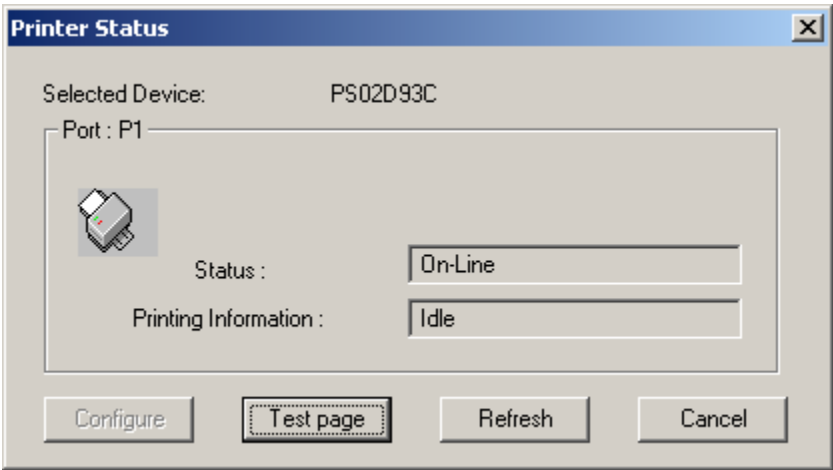 Printer Status
Selected Device: PS02D93C
Port : P1
Status : On-Line
Printing Information : Idle
Configure Test page Refresh Cancel